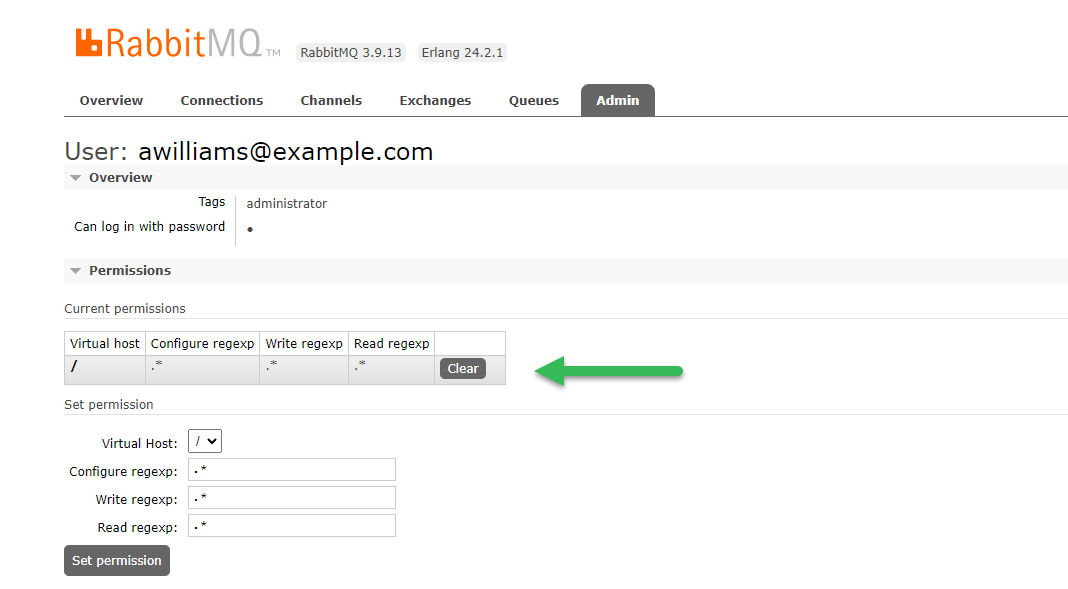 RabbitMQ TM RabbitMQ 3.9.13 Erlang 24.2.1
Overview Connections Channels Exchanges Queues Admin
User: awilliams@example.com
Overview
Tags administrator
Can log in with password •
Permissions
Current permissions
Virtual host Configure regexp Write regexp Read regexp
/ .* .* .* Clear
Set permission
Virtual Host: /
Configure regexp: .*
Write regexp: .*
Read regexp: .*
Set permission